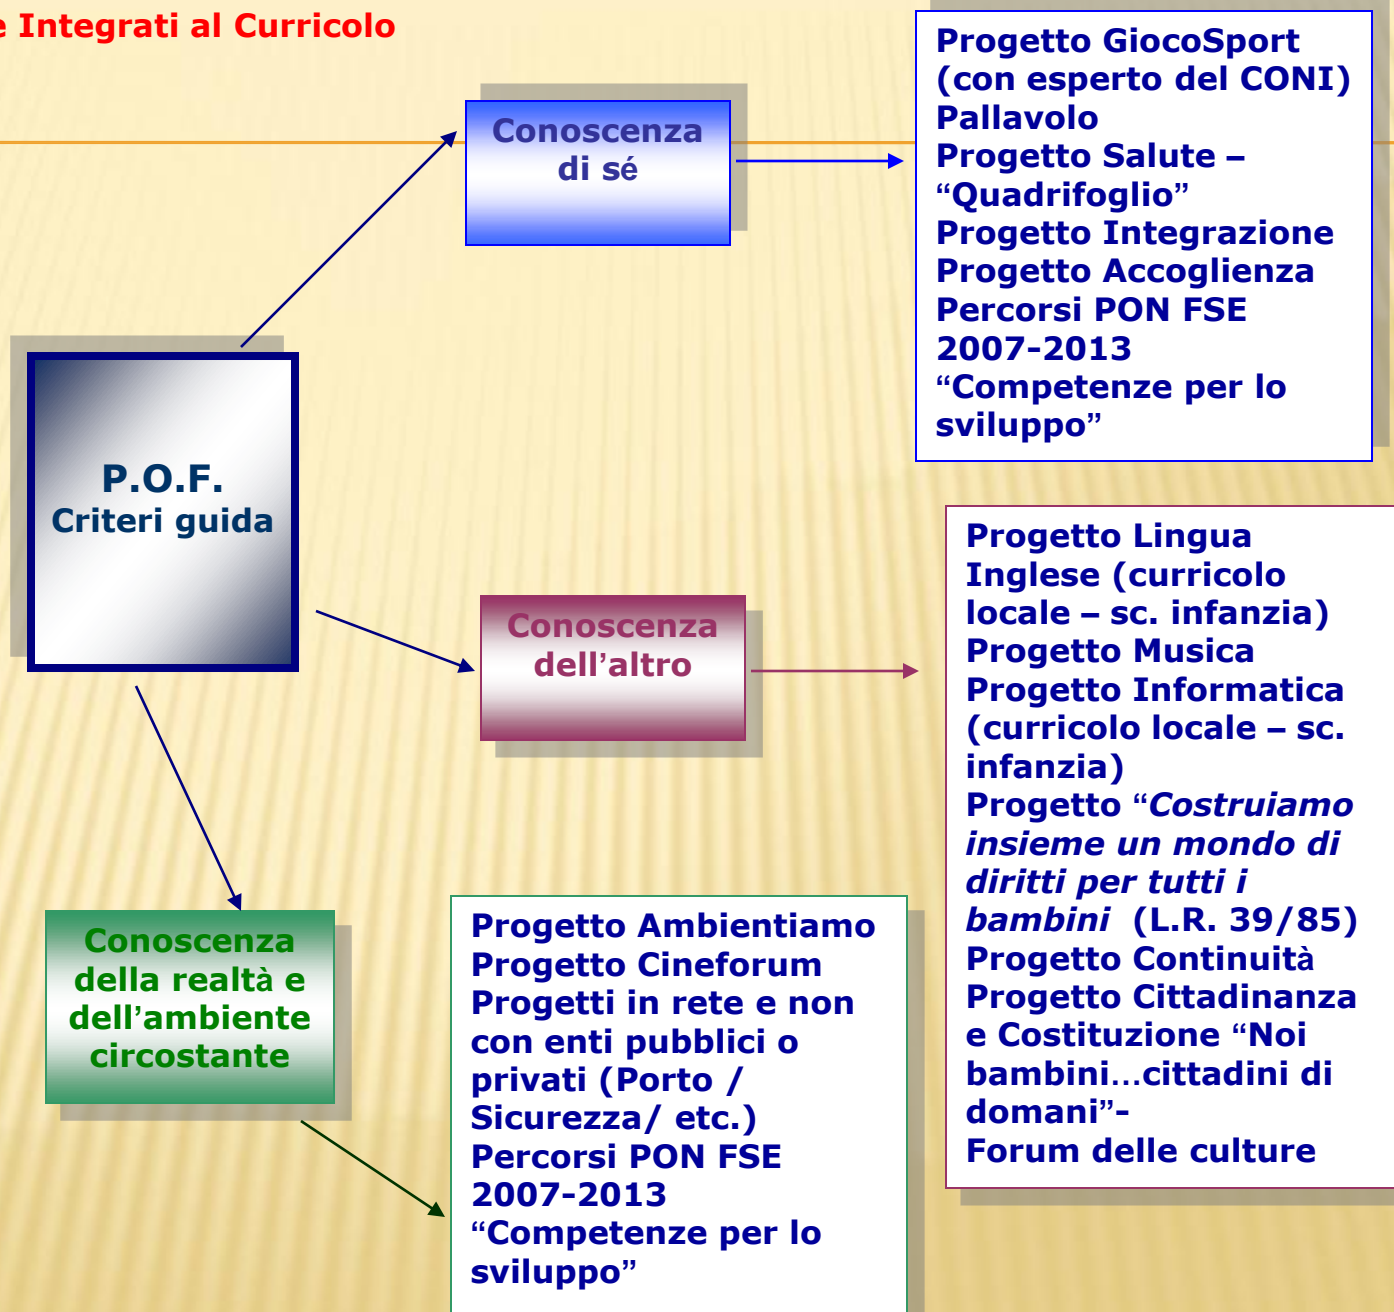 e Integrati al Curricolo
Conoscenza
di sé
Progetto GiocoSport
(con esperto del CONI)
Pallavolo
Progetto Salute –
“Quadrifoglio”
Progetto Integrazione
Progetto Accoglienza
Percorsi PON FSE
2007-2013
“Competenze per lo
sviluppo”
P.O.F.
Criteri guida
Conoscenza
dell’altro
Progetto Lingua
Inglese (curricolo
locale – sc. infanzia)
Progetto Musica
Progetto Informatica
(curricolo locale – sc.
infanzia)
Progetto “Costruiamo
insieme un mondo di
diritti per tutti i
bambini (L.R. 39/85)
Progetto Continuità
Progetto Cittadinanza
e Costituzione “Noi
bambini…cittadini di
domani”-
Forum delle culture
Conoscenza
della realtà e
dell’ambiente
circostante
Progetto Ambientiamo
Progetto Cineforum
Progetti in rete e non
con enti pubblici o
privati (Porto /
Sicurezza/ etc.)
Percorsi PON FSE
2007-2013
“Competenze per lo
sviluppo”